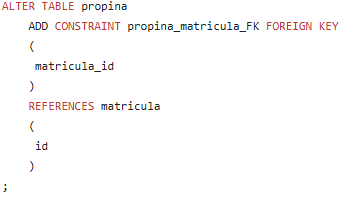 ALTER TABLE propina
ADD CONSTRAINT propina_matricula_FK FOREIGN KEY
(
matricula_id
)
REFERENCES matricula
(
id
)
;